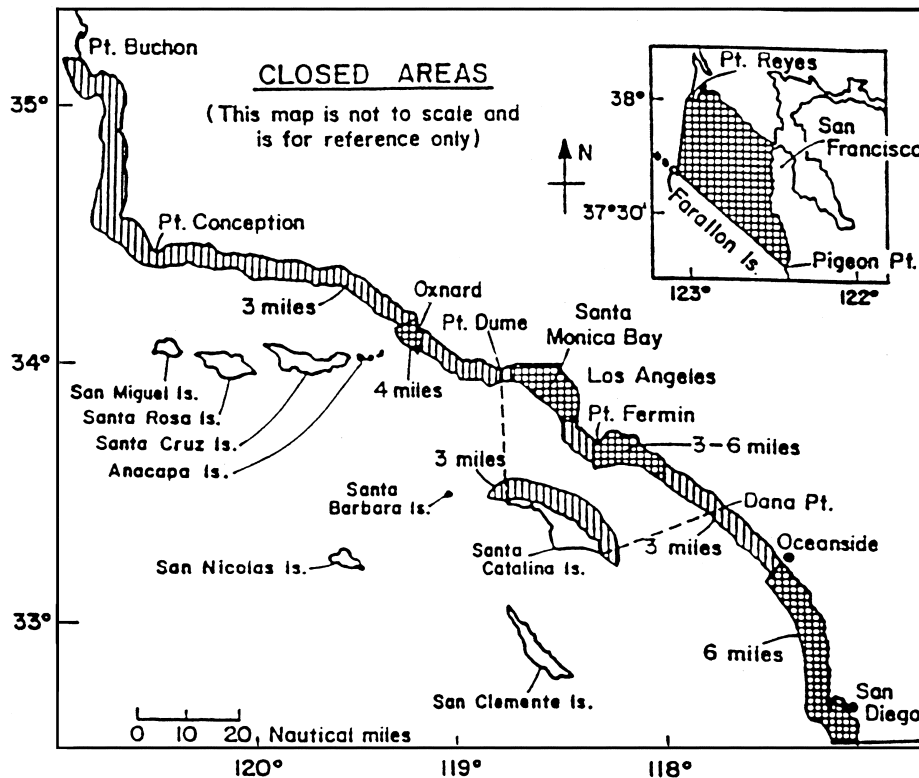 Pt. Buchon
CLOSED AREAS
(This map is not to scale and
is for reference only)
35°
N
Pt. Reyes
38°
San
Francisco
37°30'
Farallon Is.
Pigeon Pt.
123°
122°
Pt. Conception
3 miles
Oxnard
Pt. Dume
Santa
Monica Bay
34°
4 miles
Los Angeles
San Miguel Is.
Santa Rosa Is.
Santa Cruz Is.
Anacapa Is.
Pt. Fermin
3-6 miles
3 miles
Santa
Barbara Is.
Dana Pt.
3 miles
Oceanside
San Nicolas Is.
Santa
Catalina Is.
33°
6 miles
San Clemente Is.
San
Diego
0 10 20 Nautical miles
120°
119°
118°